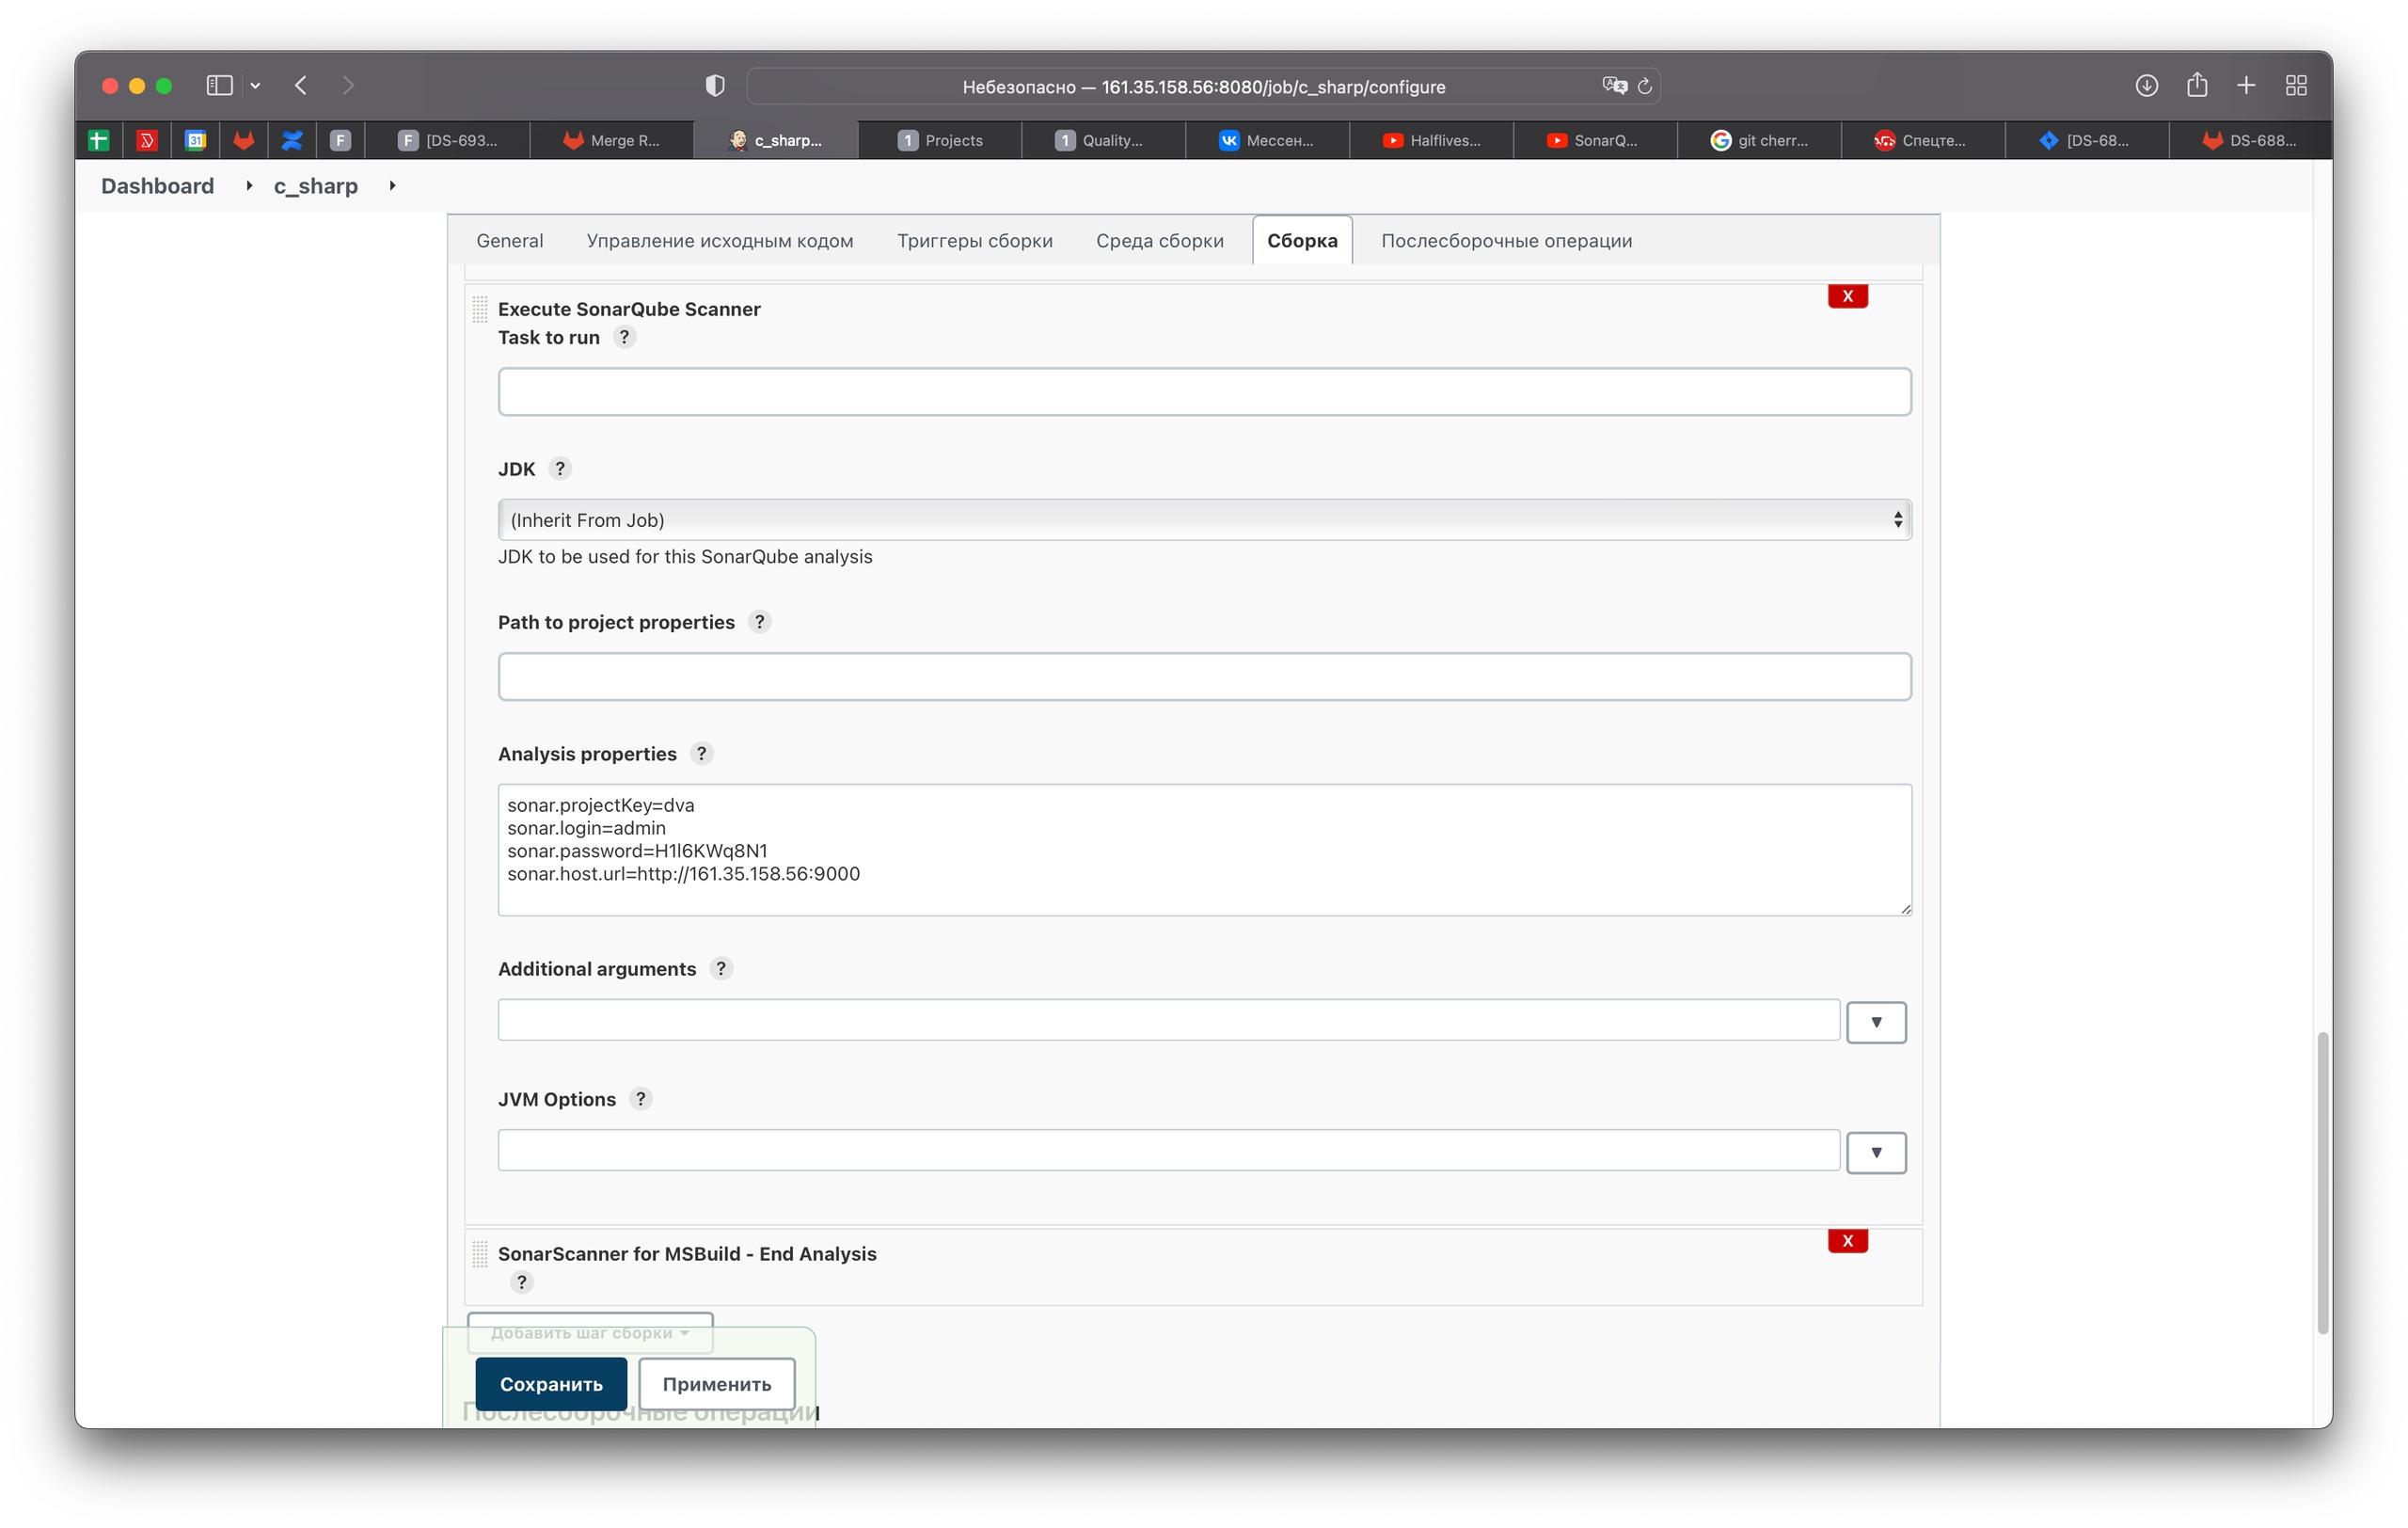 Небезопасно — 161.35.158.56:8080/job/c_sharp/configure
31 F F [DS-693... Merge R... c_sharp... 1 Projects 1 Quality... Мессен... Halflives... SonarQ... git cherr... Спецте... [DS-68... DS-688...
Dashboard c_sharp
General Управление исходным кодом Триггеры сборки Среда сборки Сборка Послесборочные операции
Execute SonarQube Scanner X
Task to run ?
JDK ?
(Inherit From Job)
JDK to be used for this SonarQube analysis
Path to project properties ?
Analysis properties ?
sonar.projectKey=dva
sonar.login=admin
sonar.password=H1I6KWq8N1
sonar.host.url=http://161.35.158.56:9000
Additional arguments ?
JVM Options ?
SonarScanner for MSBuild - End Analysis X
?
Добавить шаг сборки
Сохранить Применить
Послесборочные операции